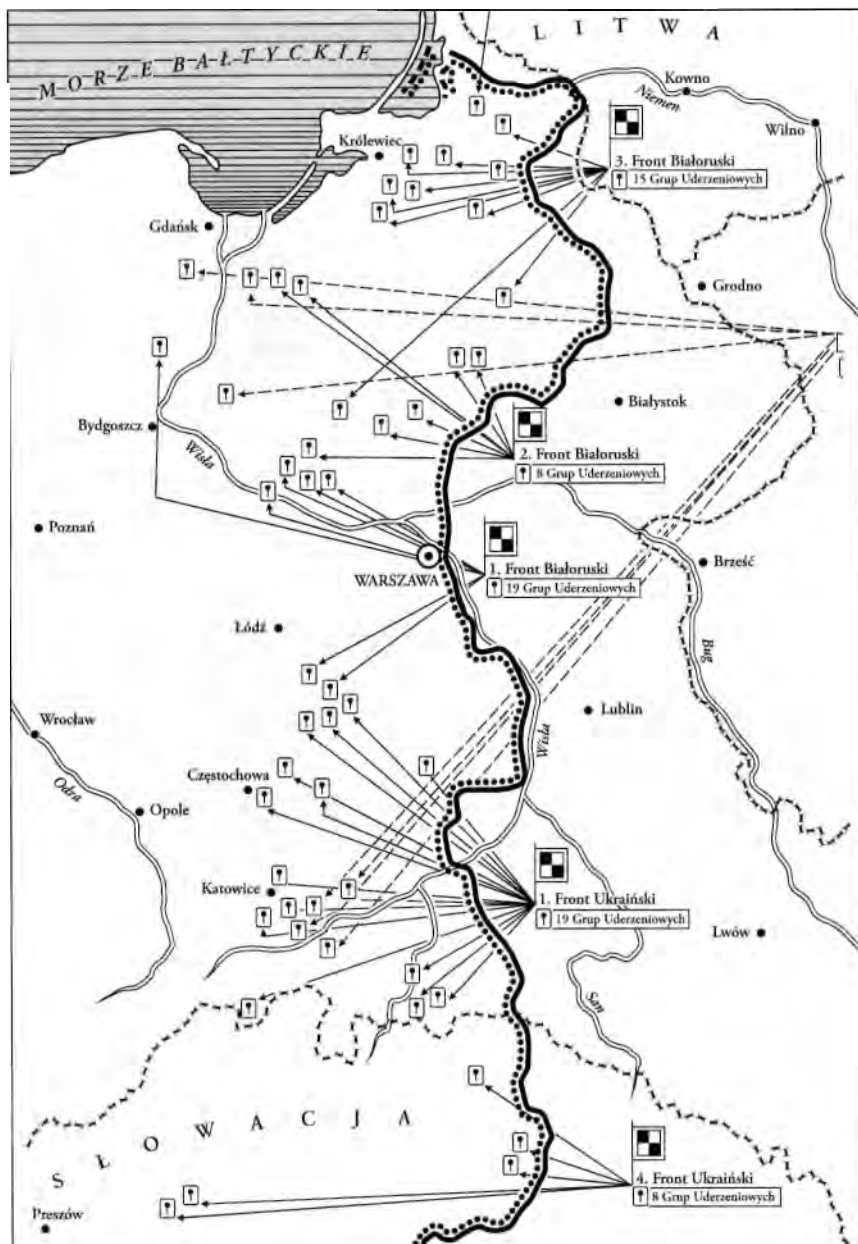 L I T W A
MORZE BAŁTYCKIE
Kowno
Niemen
Wilno
Królewiec
3. Front Białoruski
15 Grup Uderzeniowych
Gdańsk
Grodno
Białystok
Bydgoszcz
Wisła
2. Front Białoruski
8 Grup Uderzeniowych
Poznań
WARSZAWA
1. Front Białoruski
19 Grup Uderzeniowych
Brześć
Łódź
Bug
Lublin
Wrocław
Wisła
Odra
Częstochowa
Opole
Katowice
1. Front Ukraiński
19 Grup Uderzeniowych
Lwów
San
S Ł O W A C J A
4. Front Ukraiński
8 Grup Uderzeniowych
Preszów